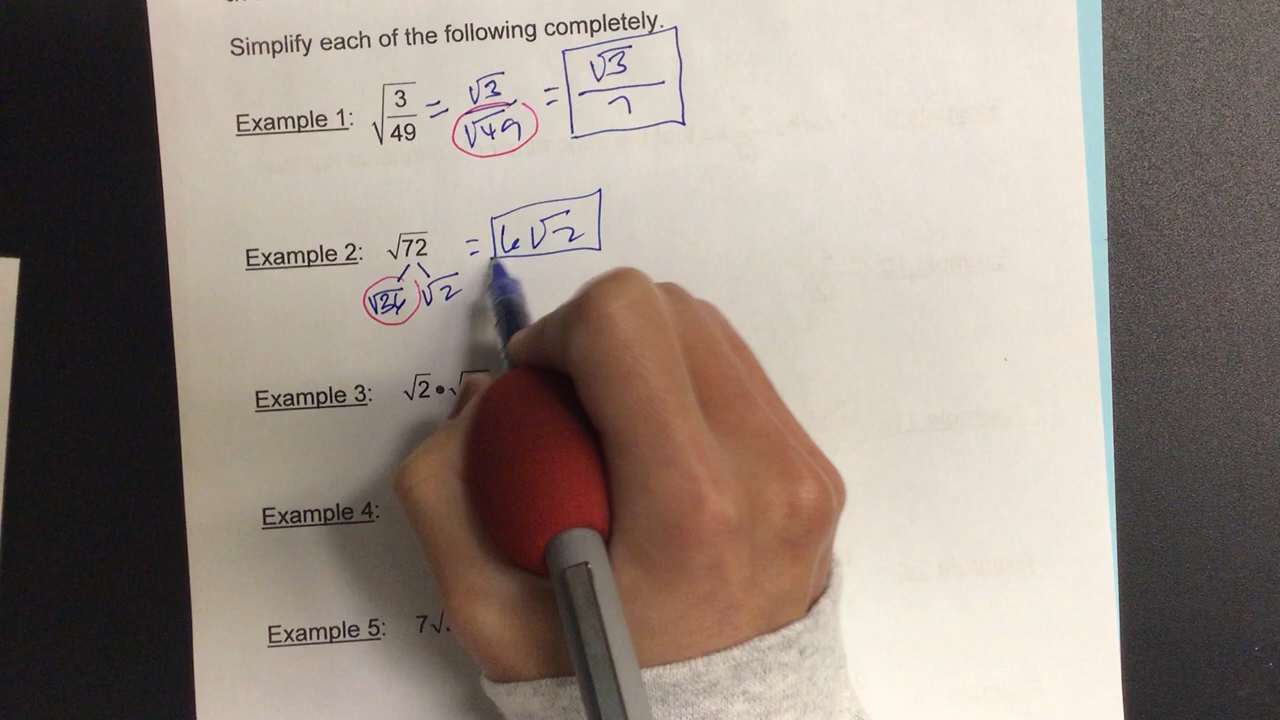 Simplify each of the following completely.
Example 1: √(3/49) = √3/√49 = √3/7
Example 2: √72 = 6√2
√36 √2
Example 3: √2 • √
Example 4:
Example 5: 7√